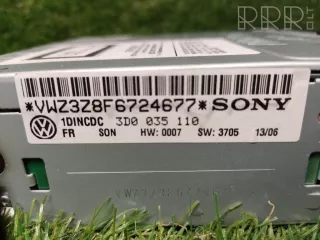 RRR.LT
*VWZ3Z8F6724677* SONY
1DINCDC 3D0 035 110
FR SON HW: 0007 SW: 3705 13/06